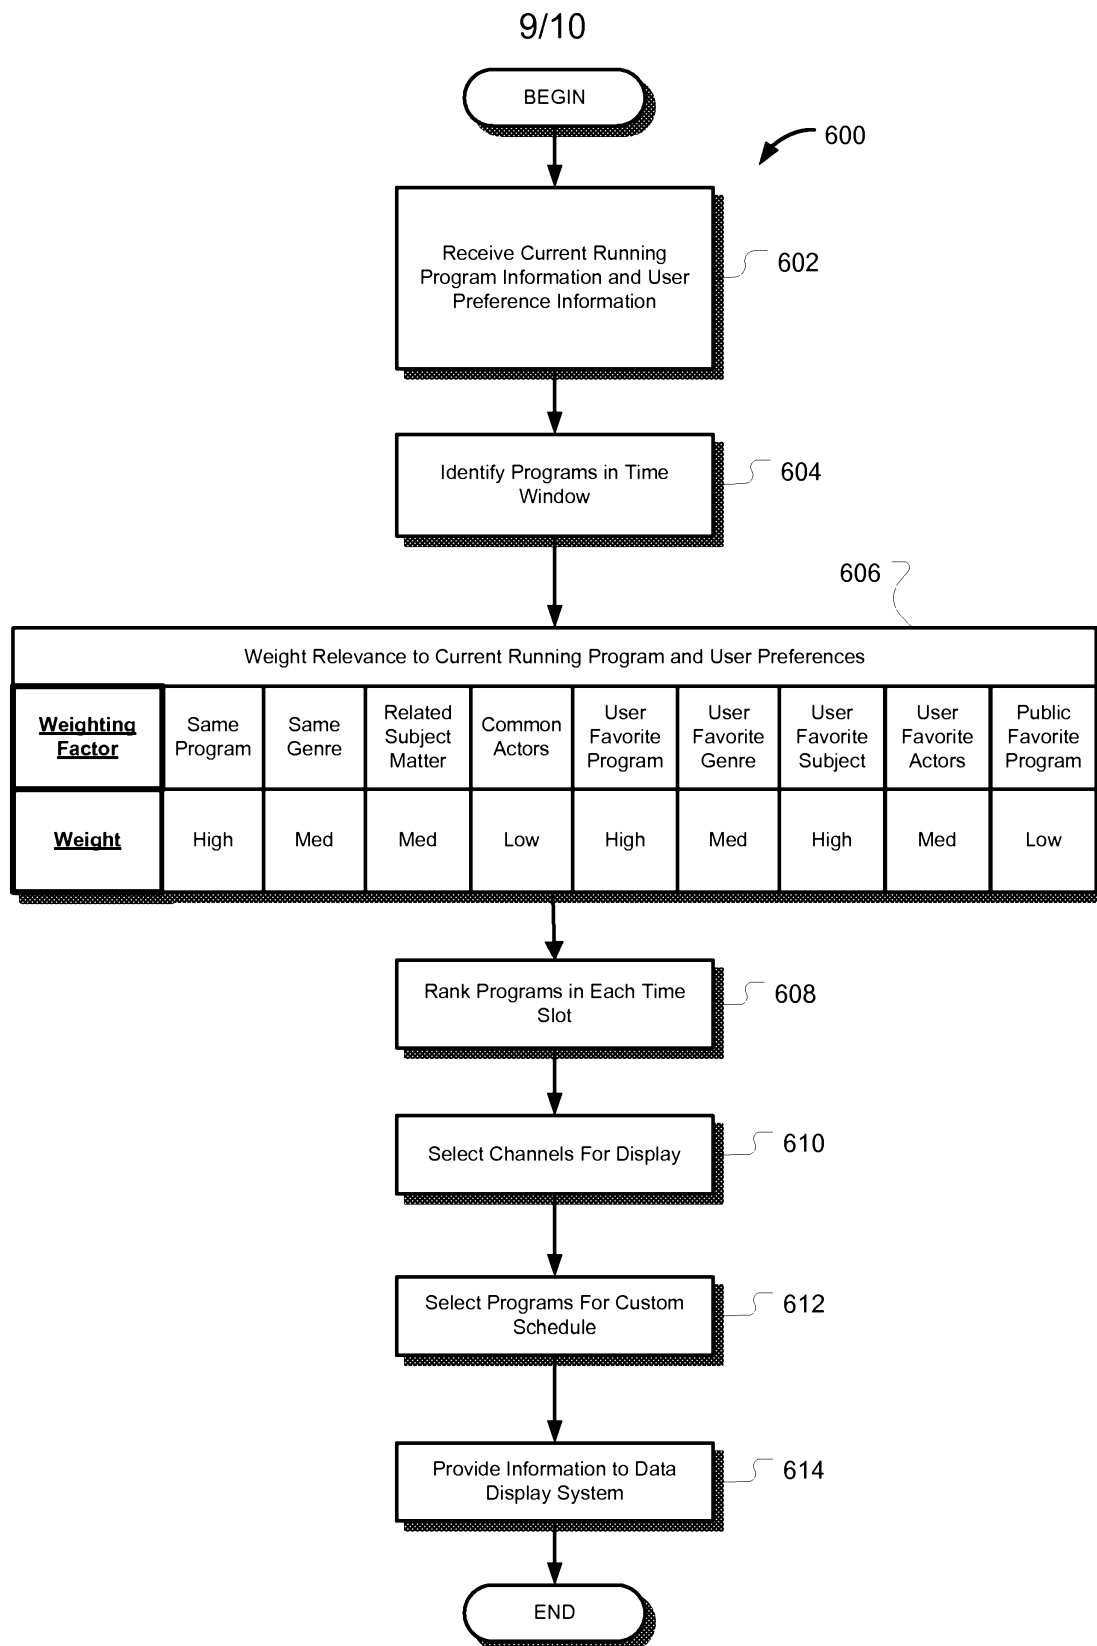 9/10
BEGIN
600
Receive Current Running
Program Information and User
Preference Information
602
Identify Programs in Time
Window
604
606
Weight Relevance to Current Running Program and User Preferences
Weighting
Factor
Same
Program
Same
Genre
Related
Subject
Matter
Common
Actors
User
Favorite
Program
User
Favorite
Genre
User
Favorite
Subject
User
Favorite
Actors
Public
Favorite
Program
Weight
High
Med
Med
Low
High
Med
High
Med
Low
Rank Programs in Each Time
Slot
608
Select Channels For Display
610
Select Programs For Custom
Schedule
612
Provide Information to Data
Display System
614
END